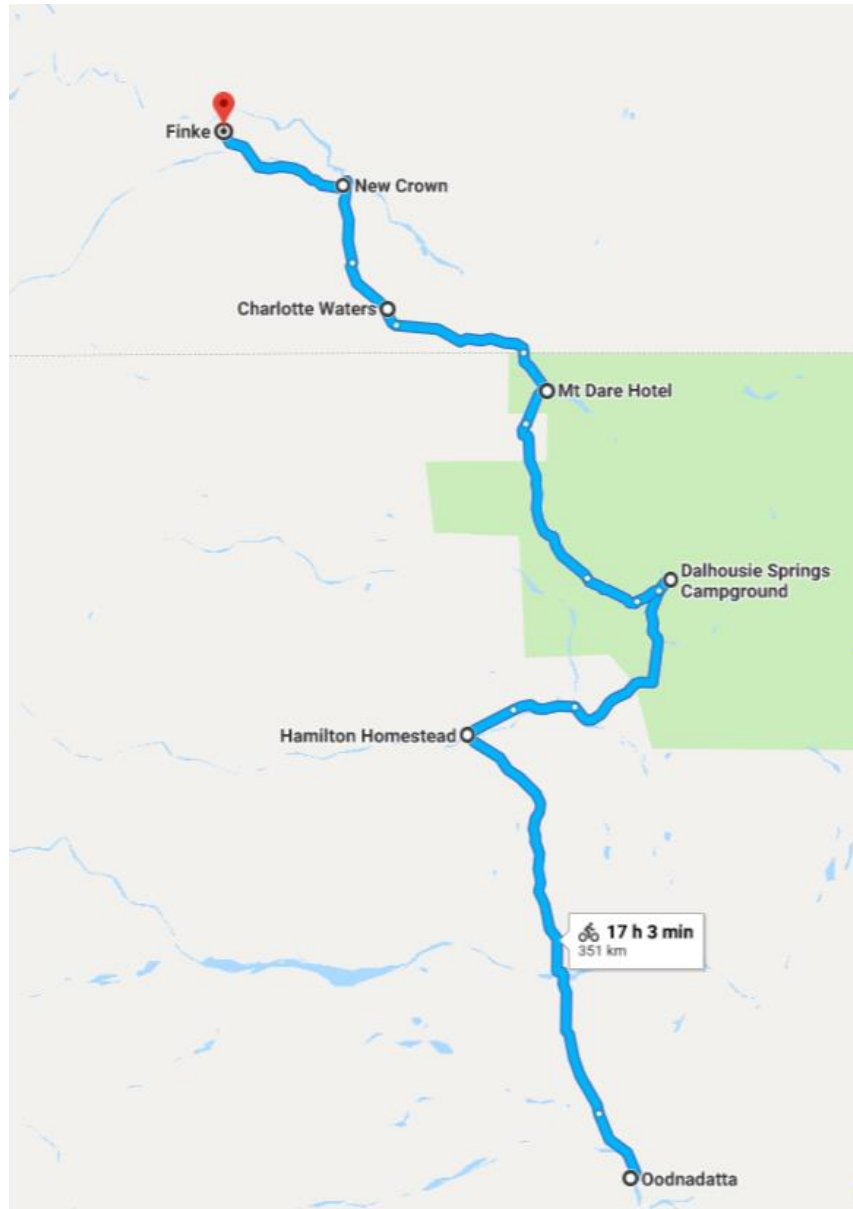 Finke
New Crown
Charlotte Waters
Mt Dare Hotel
Dalhousie Springs
Campground
Hamilton Homestead
17 h 3 min
351 km
Oodnadatta